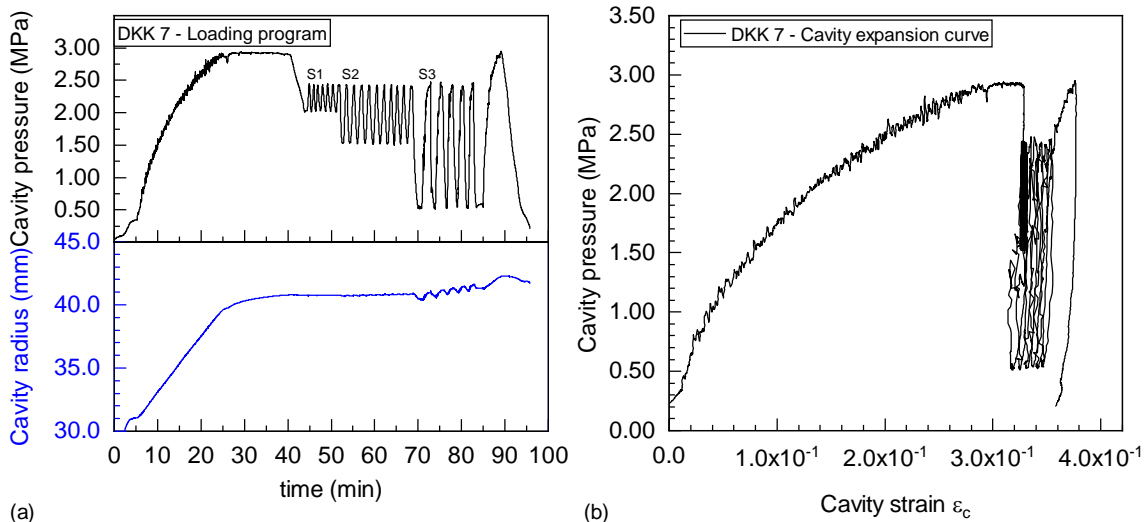 DKK 7 - Loading program
Cavity pressure (MPa)
3.00
2.50
2.00
1.50
1.00
0.50
S1
S2
S3
Cavity radius (mm)
45.0
40.0
35.0
30.0
0 10 20 30 40 50 60 70 80 90 100
time (min)
(a)
DKK 7 - Cavity expansion curve
Cavity pressure (MPa)
3.50
3.00
2.50
2.00
1.50
1.00
0.50
0.00
0.0 1.0x10⁻¹ 2.0x10⁻¹ 3.0x10⁻¹ 4.0x10⁻¹
Cavity strain ε_c
(b)